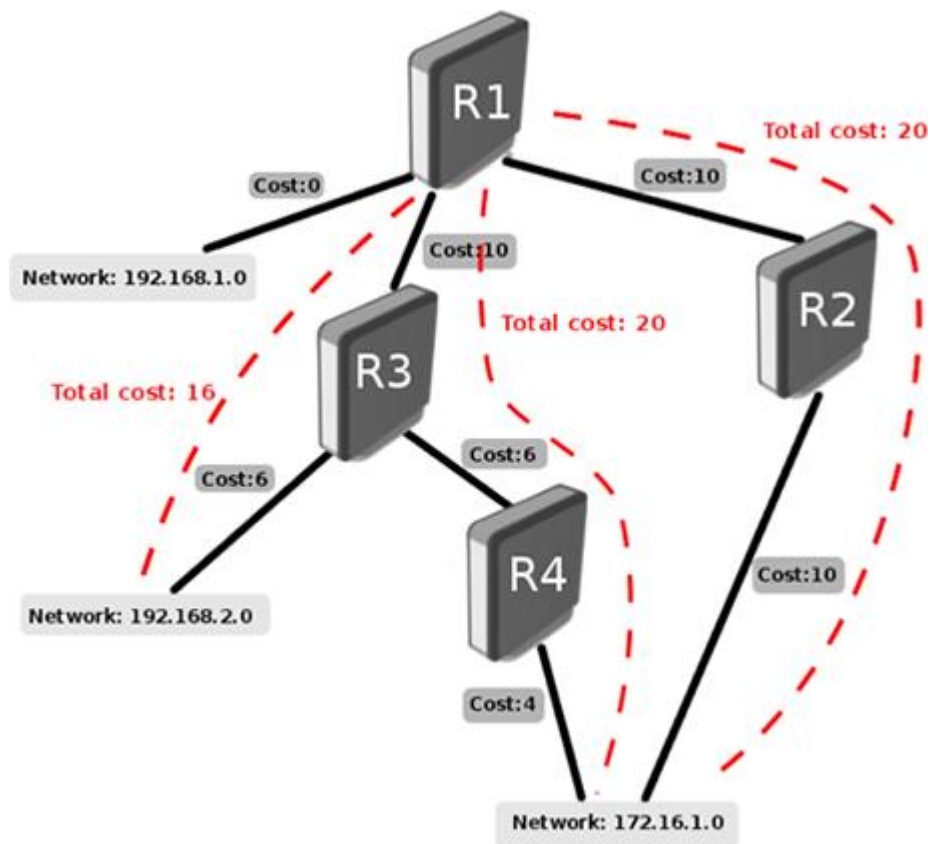 R1
Total cost: 20
Cost:0
Cost:10
Cost:10
Network: 192.168.1.0
R2
Total cost: 20
R3
Total cost: 16
Cost:6
Cost:6
R4
Cost:10
Network: 192.168.2.0
Cost:4
Network: 172.16.1.0